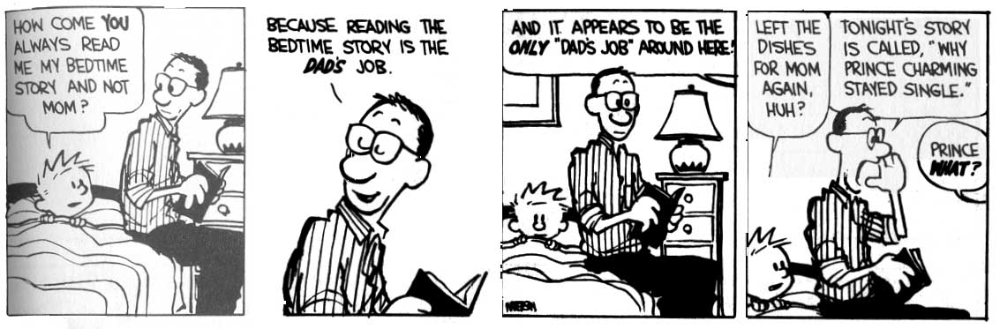 HOW COME YOU
ALWAYS READ
ME MY BEDTIME
STORY AND NOT
MOM?
BECAUSE READING THE
BEDTIME STORY IS THE
DAD'S JOB.
AND IT APPEARS TO BE THE
ONLY "DAD'S JOB" AROUND HERE!
LEFT THE
DISHES
FOR MOM
AGAIN,
HUH?
TONIGHT'S STORY
IS CALLED, "WHY
PRINCE CHARMING
STAYED SINGLE."
PRINCE
WHAT?